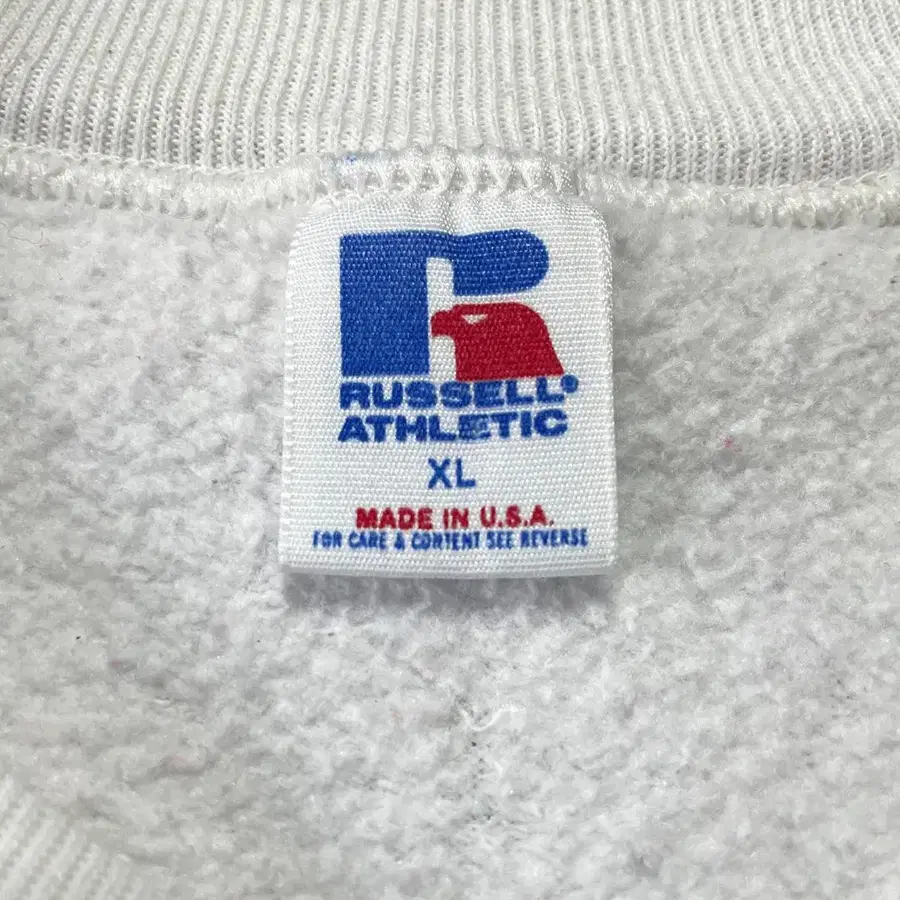 RUSSELL®
ATHLETIC
XL
MADE IN U.S.A.
FOR CARE & CONTENT SEE REVERSE